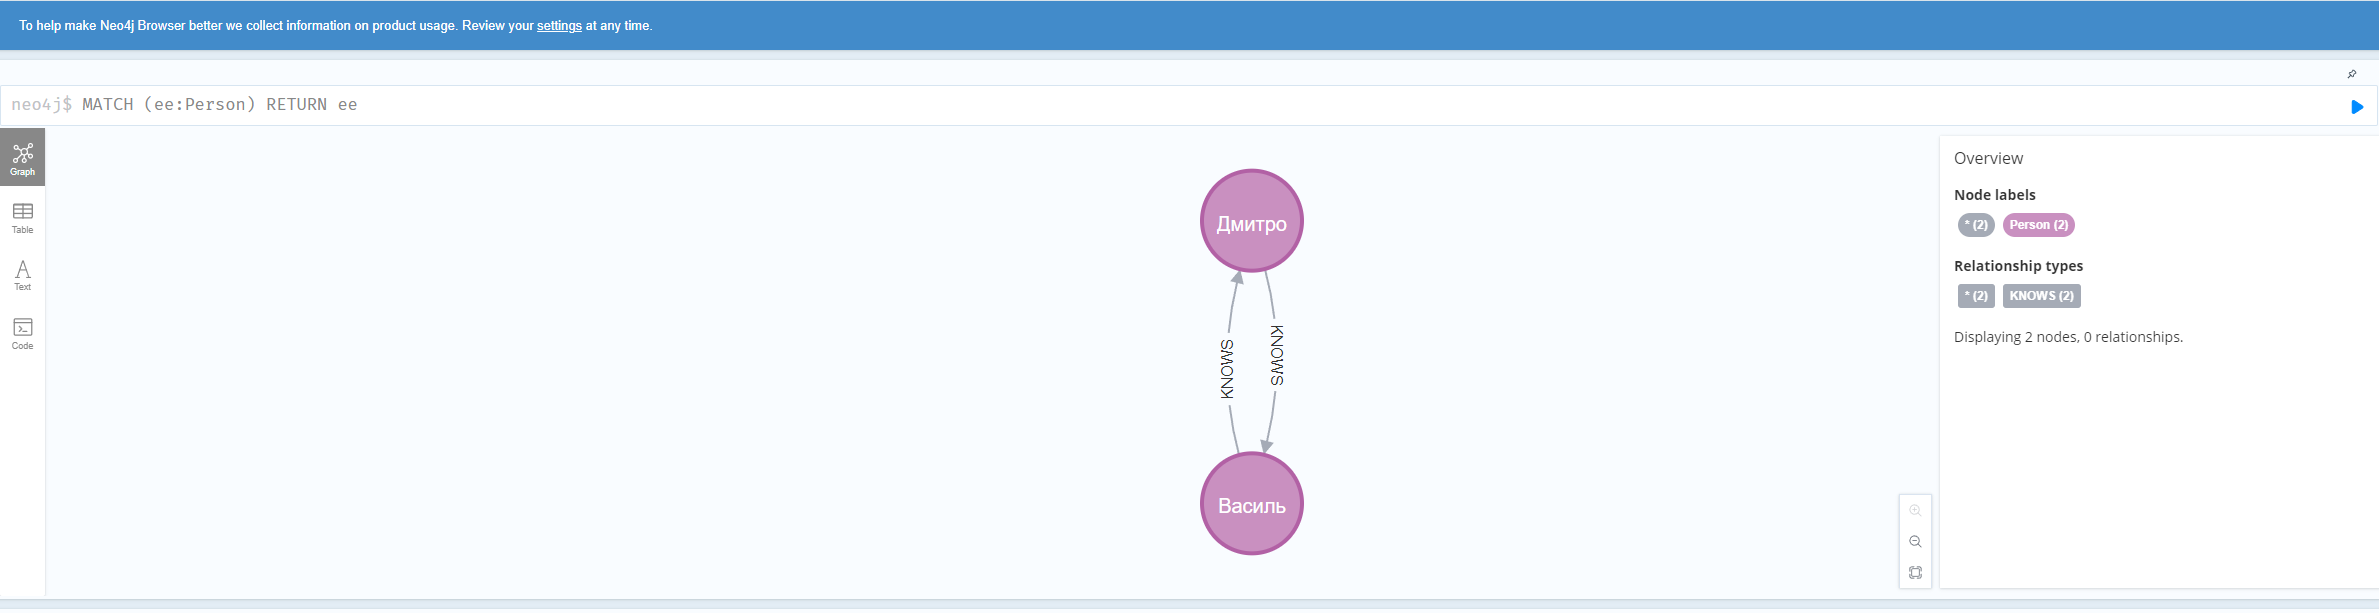 To help make Neo4j Browser better we collect information on product usage. Review your settings at any time.
neo4j$ MATCH (ee:Person) RETURN ee
Graph
Table
Text
Code
Дмитро
KNOWS
KNOWS
Василь
Overview
Node labels
* (2) Person (2)
Relationship types
* (2) KNOWS (2)
Displaying 2 nodes, 0 relationships.